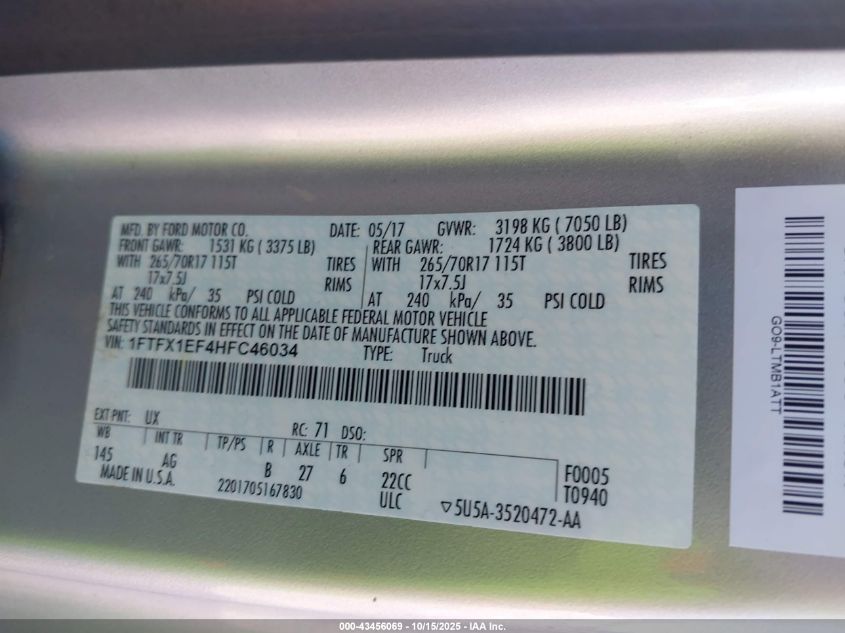 MFD. BY FORD MOTOR CO. DATE: 05/17 GVWR: 3198 KG ( 7050 LB)
FRONT GAWR: 1531 KG ( 3375 LB) REAR GAWR: 1724 KG ( 3800 LB)
WITH 265/70R17 115T TIRES WITH 265/70R17 115T TIRES
17x7.5J RIMS 17x7.5J RIMS
AT 240 kPa/ 35 PSI COLD AT 240 kPa/ 35 PSI COLD
THIS VEHICLE CONFORMS TO ALL APPLICABLE FEDERAL MOTOR VEHICLE
SAFETY STANDARDS IN EFFECT ON THE DATE OF MANUFACTURE SHOWN ABOVE.
VIN: 1FTFX1EF4HFC46034 TYPE: Truck
EXT PNT: UX RC: 71 DSO:
WB INT TR TP/PS R AXLE TR SPR
145 AG B 27 6 22CC F0005
MADE IN U.S.A. 2201705167830 ULC T0940
▽5U5A-3520472-AA
GO9-LTMB1ATT
000-43456069 - 10/15/2025 - IAA Inc.